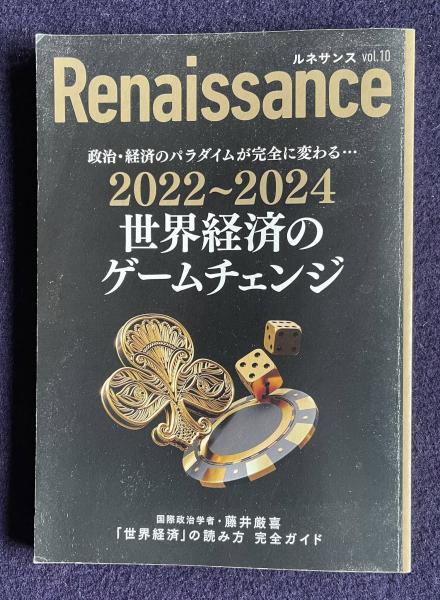 ルネサンス vol.10
Renaissance
政治・経済のパラダイムが完全に変わる…
2022~2024
世界経済の
ゲームチェンジ
国際政治学者・藤井厳喜
「世界経済」の読み方 完全ガイド